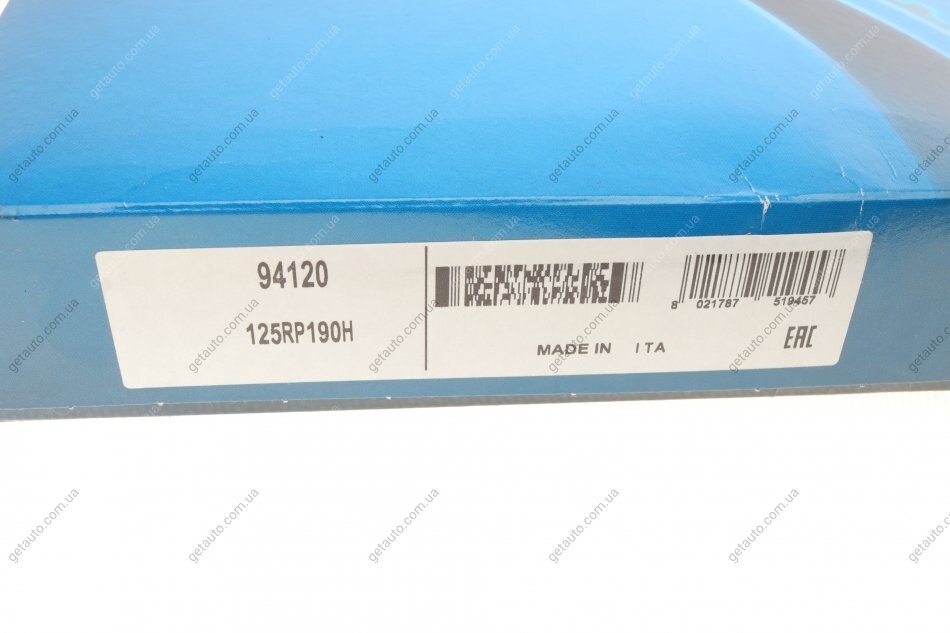 94120
125RP190H
8 021787 519457
MADE IN ITA
EAC
getauto.com.ua